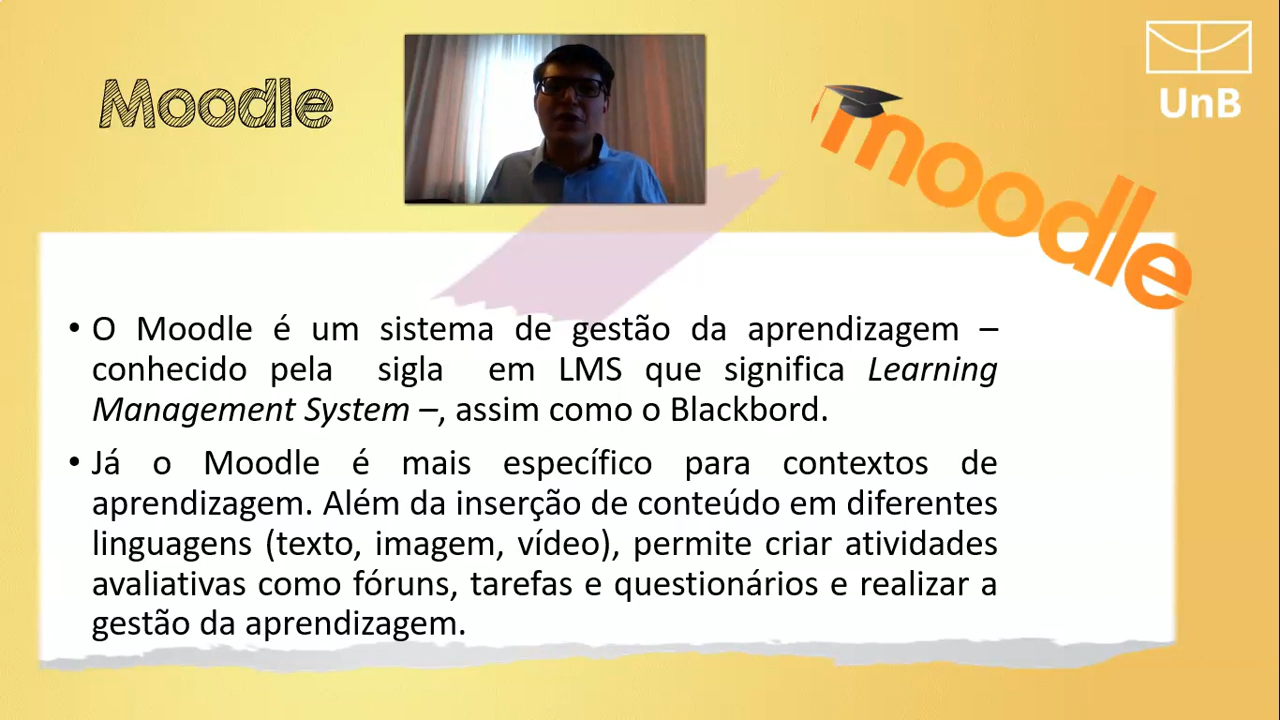 Moodle
UnB
moodle
• O Moodle é um sistema de gestão da aprendizagem –
conhecido pela sigla em LMS que significa Learning
Management System –, assim como o Blackbord.
• Já o Moodle é mais específico para contextos de
aprendizagem. Além da inserção de conteúdo em diferentes
linguagens (texto, imagem, vídeo), permite criar atividades
avaliativas como fóruns, tarefas e questionários e realizar a
gestão da aprendizagem.